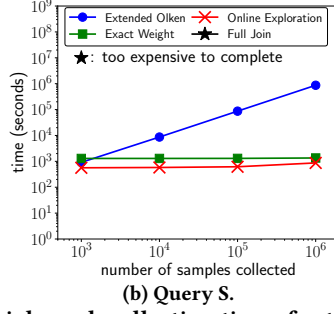 Extended Olken
Online Exploration
Exact Weight
Full Join
★: too expensive to complete
time (seconds)
10⁹
10⁸
10⁷
10⁶
10⁵
10⁴
10³
10²
10¹
10⁰
10³ 10⁴ 10⁵ 10⁶
number of samples collected
(b) Query S.